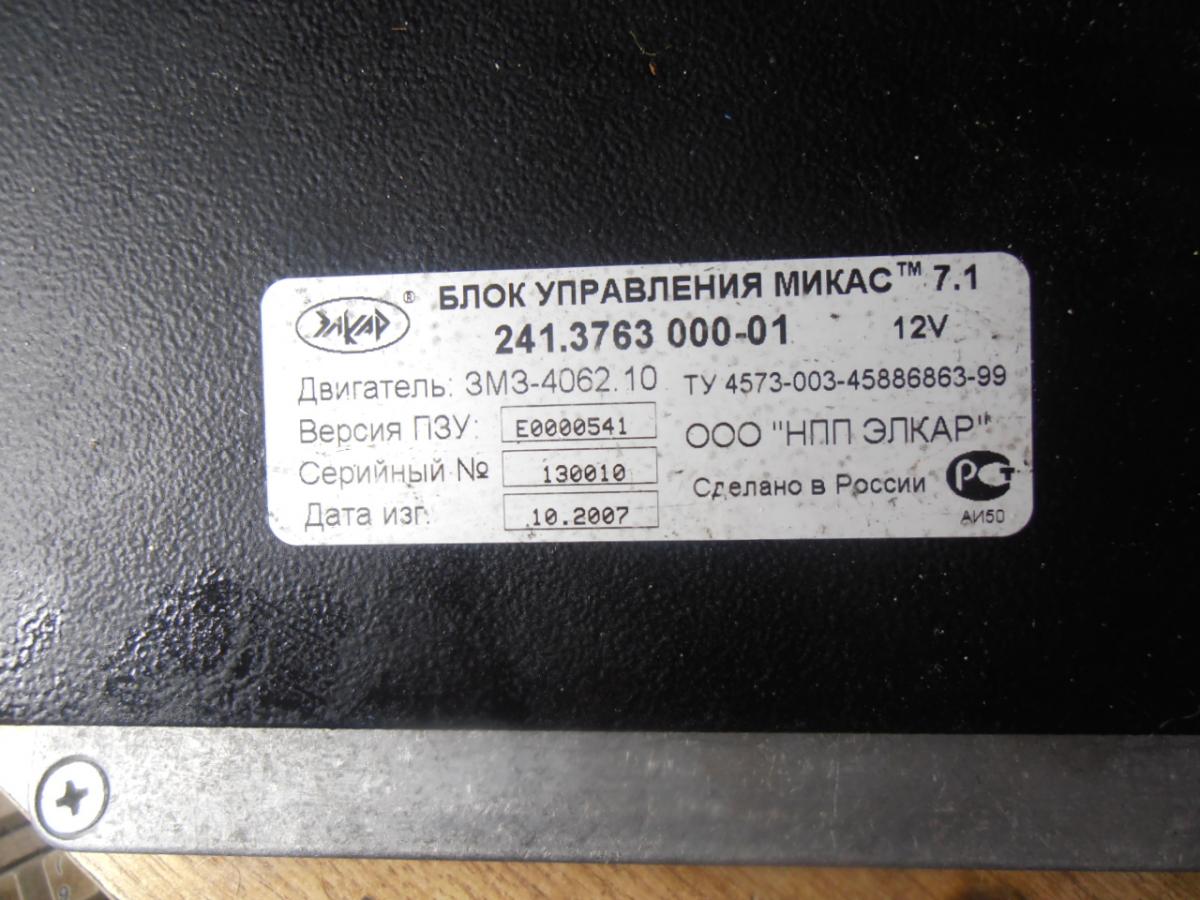 ЭЛКАР ® БЛОК УПРАВЛЕНИЯ МИКАС™ 7.1
241.3763 000-01 12V
Двигатель: ЗМЗ-4062.10 ТУ 4573-003-45886863-99
Версия ПЗУ: E0000541 ООО "НПП ЭЛКАР"
Серийный № 130010 Сделано в России РСТ
Дата изг. 10.2007 АИ50